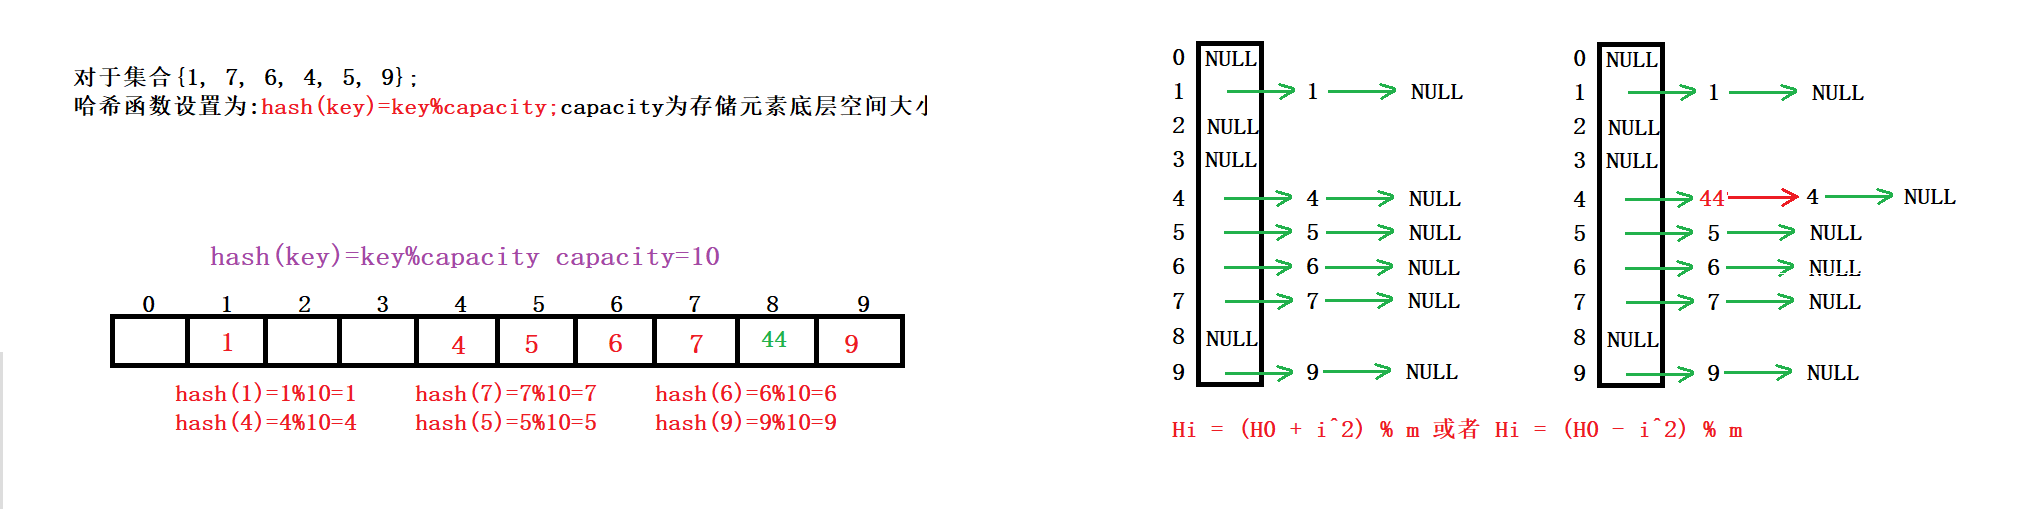 对于集合{1, 7, 6, 4, 5, 9};
哈希函数设置为:hash(key)=key%capacity;capacity为存储元素底层空间大
hash(key)=key%capacity capacity=10
0 1 2 3 4 5 6 7 8 9
1 4 5 6 7 44 9
hash(1)=1%10=1 hash(7)=7%10=7 hash(6)=6%10=6
hash(4)=4%10=4 hash(5)=5%10=5 hash(9)=9%10=9
0 NULL
1 1 NULL
2 NULL
3 NULL
4 4 NULL
5 5 NULL
6 6 NULL
7 7 NULL
8 NULL
9 9 NULL
0 NULL
1 1 NULL
2 NULL
3 NULL
4 44 4 NULL
5 5 NULL
6 6 NULL
7 7 NULL
8 NULL
9 9 NULL
Hi = (H0 + i^2) % m 或者 Hi = (H0 - i^2) % m